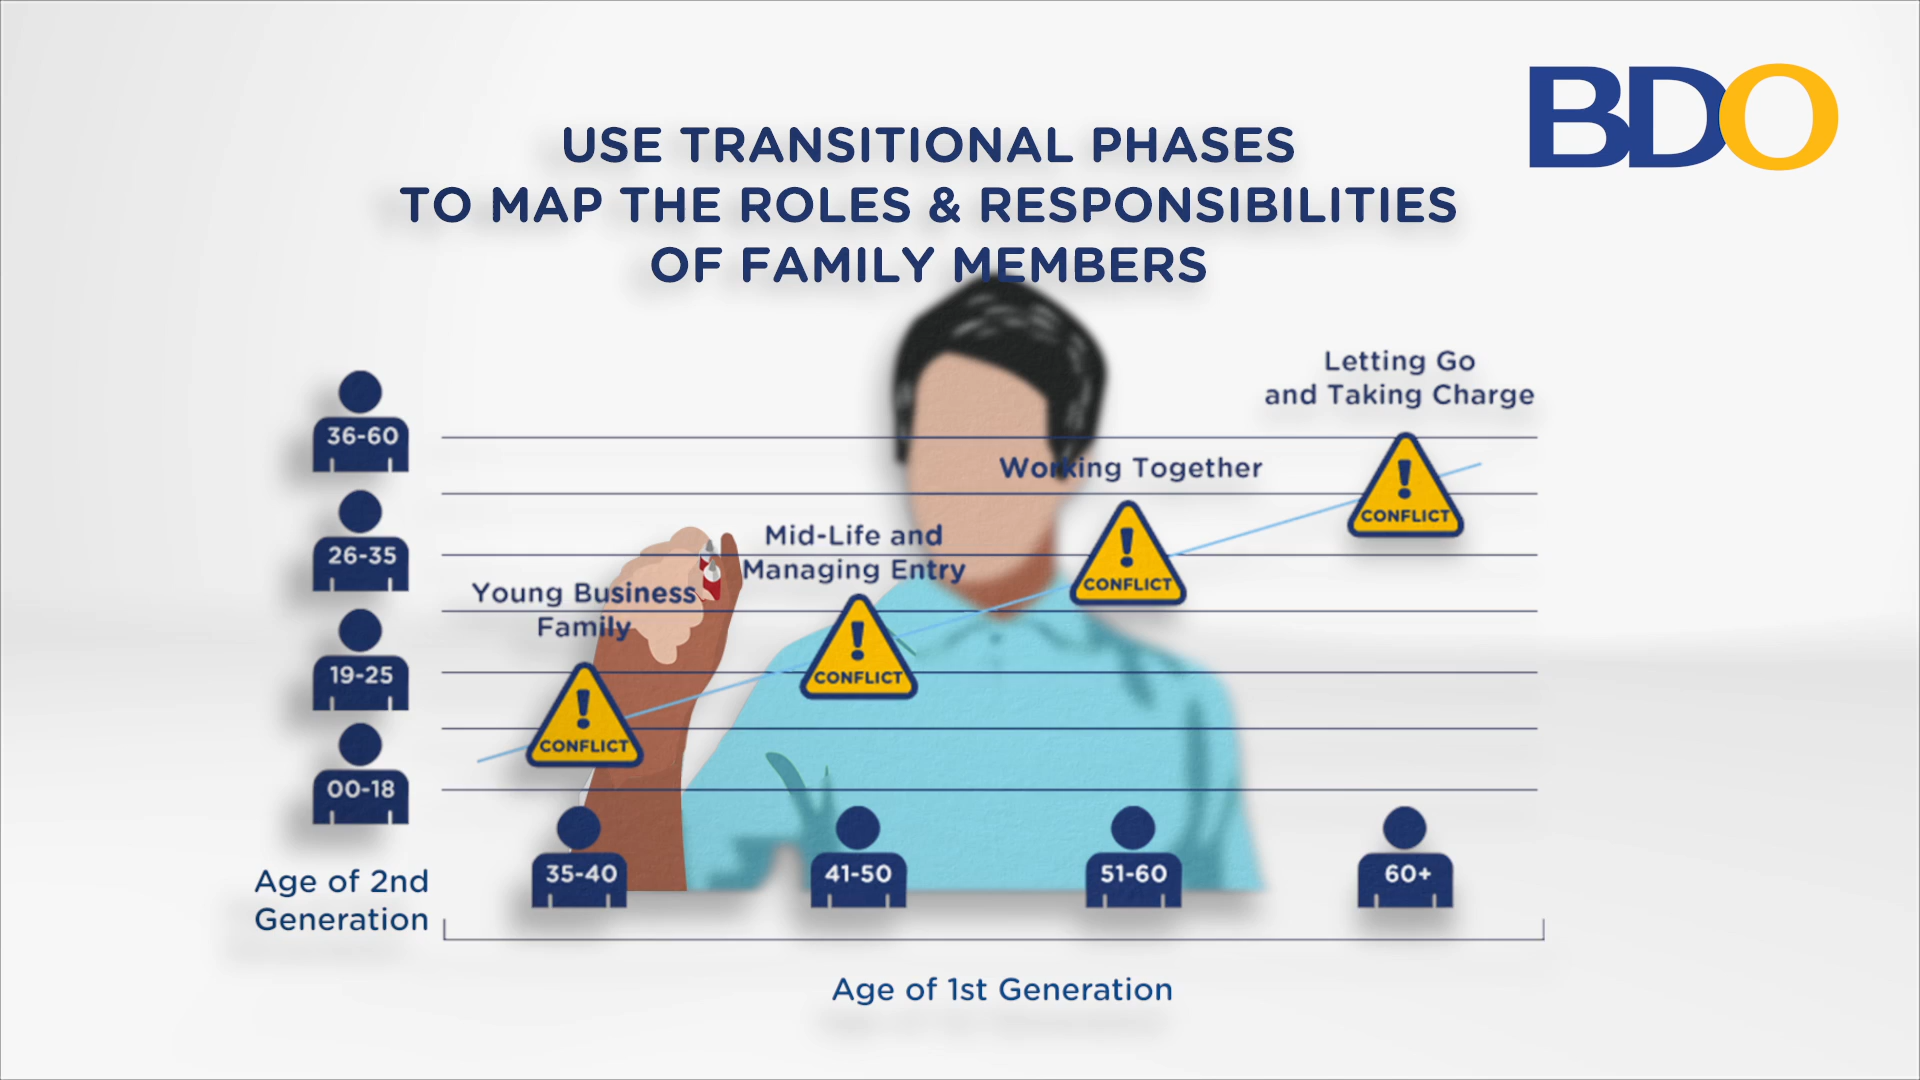 BDO
USE TRANSITIONAL PHASES
TO MAP THE ROLES & RESPONSIBILITIES
OF FAMILY MEMBERS
Letting Go
and Taking Charge
CONFLICT
Working Together
CONFLICT
Mid-Life and
Managing Entry
CONFLICT
Young Business
Family
CONFLICT
36-60
26-35
19-25
00-18
Age of 2nd
Generation
35-40
41-50
51-60
60+
Age of 1st Generation